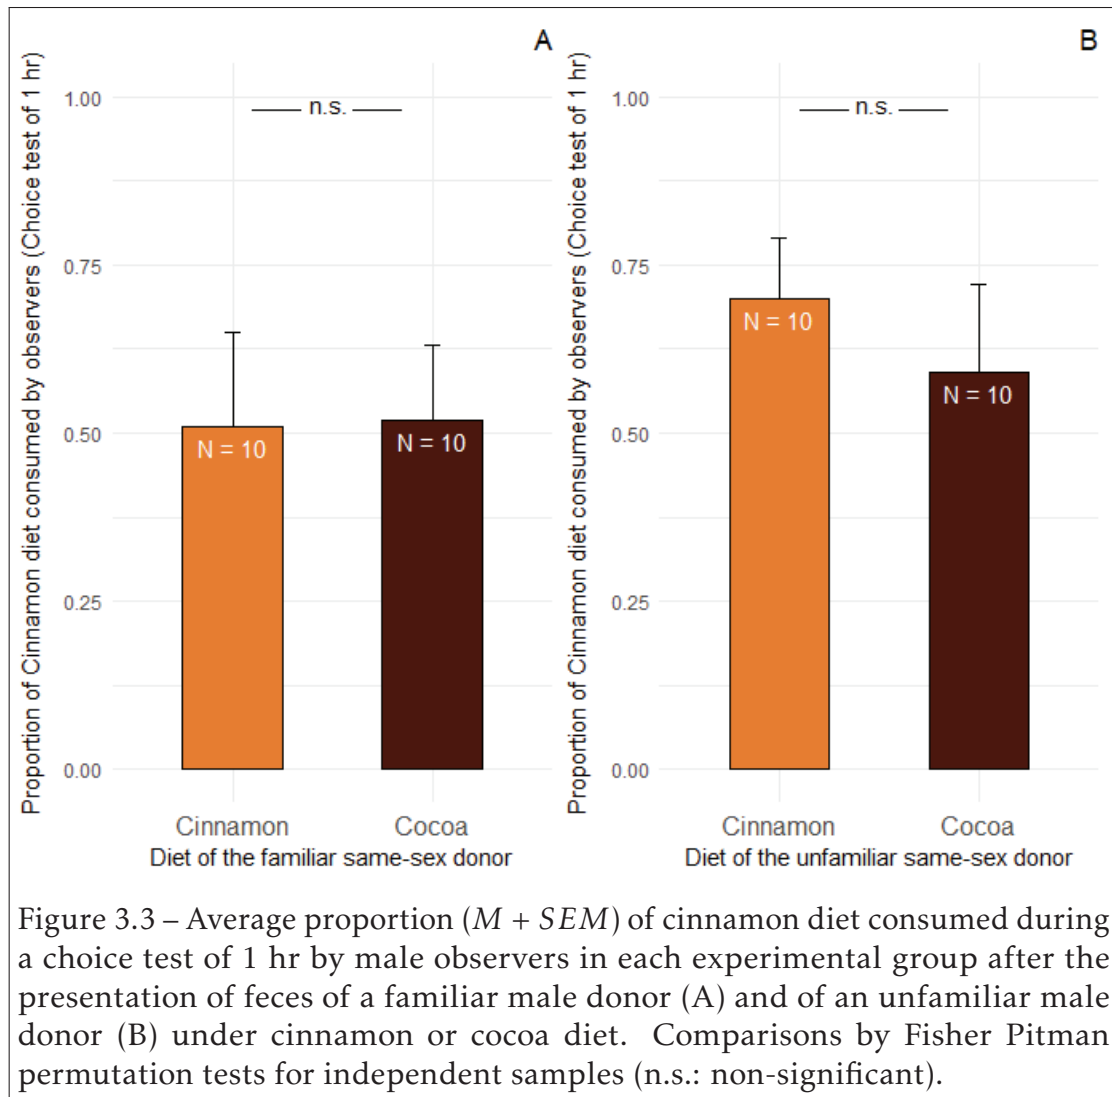 A
Proportion of Cinnamon diet consumed by observers (Choice test of 1 hr)
1.00
0.75
0.50
0.25
0.00
n.s.
N = 10
N = 10
Cinnamon
Cocoa
Diet of the familiar same-sex donor
B
Proportion of Cinnamon diet consumed by observers (Choice test of 1 hr)
1.00
0.75
0.50
0.25
0.00
n.s.
N = 10
N = 10
Cinnamon
Cocoa
Diet of the unfamiliar same-sex donor
Figure 3.3 – Average proportion (M + SEM) of cinnamon diet consumed during
a choice test of 1 hr by male observers in each experimental group after the
presentation of feces of a familiar male donor (A) and of an unfamiliar male
donor (B) under cinnamon or cocoa diet. Comparisons by Fisher Pitman
permutation tests for independent samples (n.s.: non-significant).